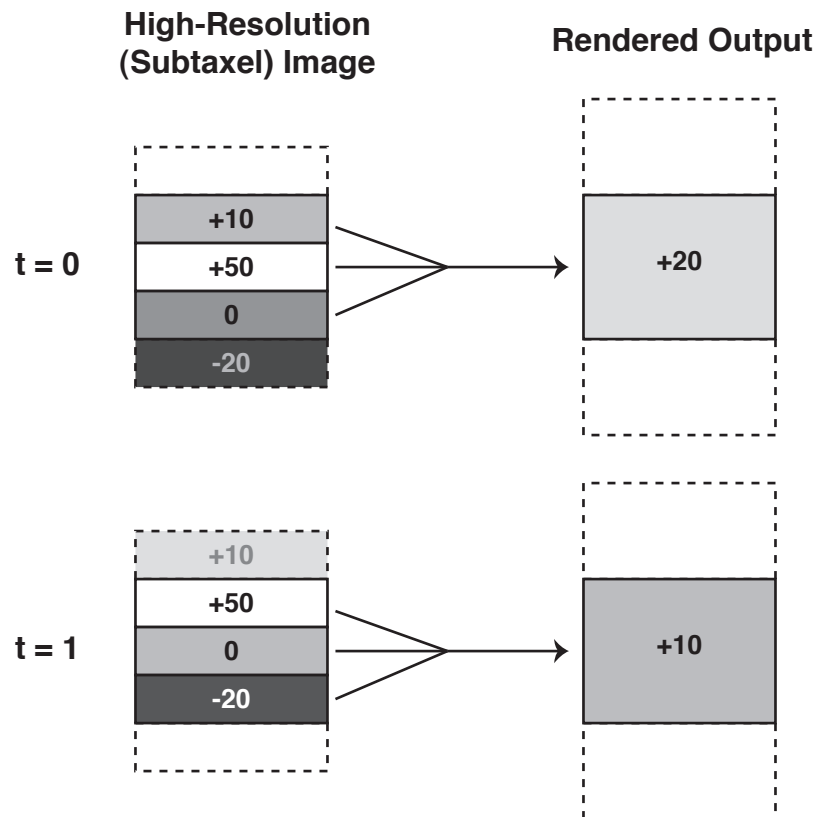 High-Resolution
(Subtaxel) Image
Rendered Output
t = 0
+10
+50
0
-20
+20
t = 1
+10
+50
0
-20
+10